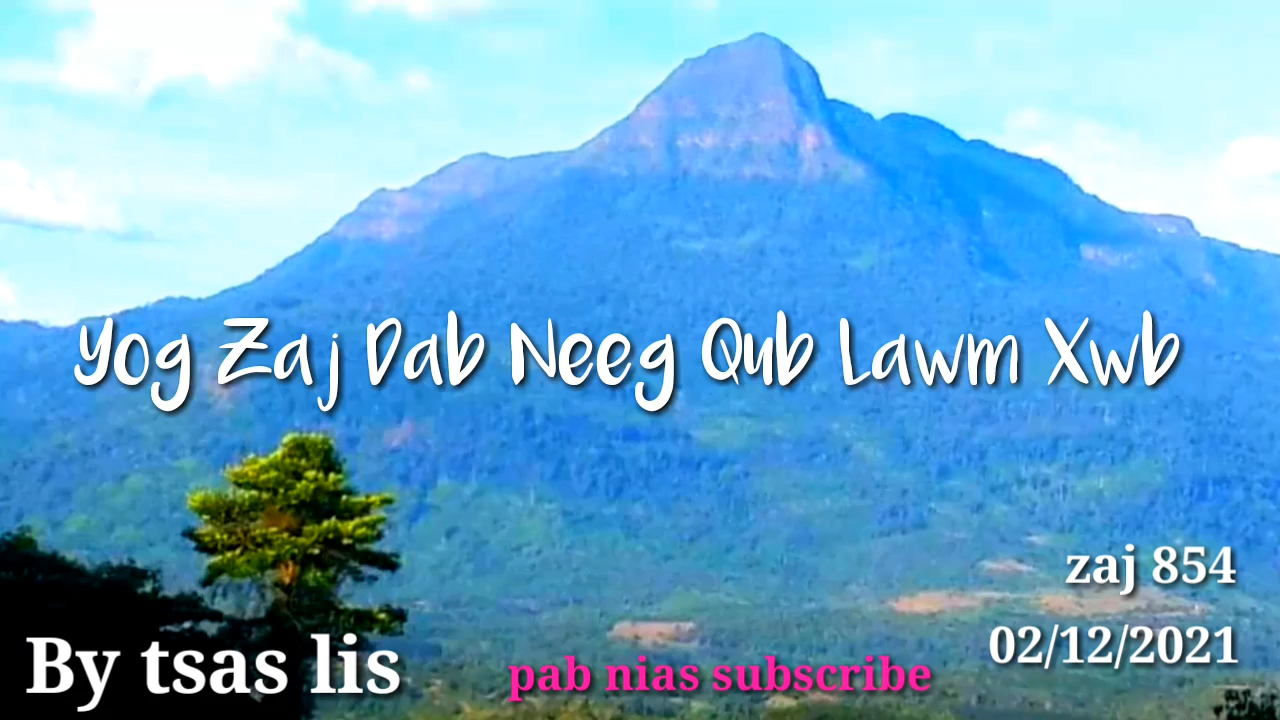 Yog Zaj Dab Neeg Qub Lawm Xwb
zaj 854
02/12/2021
By tsas lis
pab nias subscribe